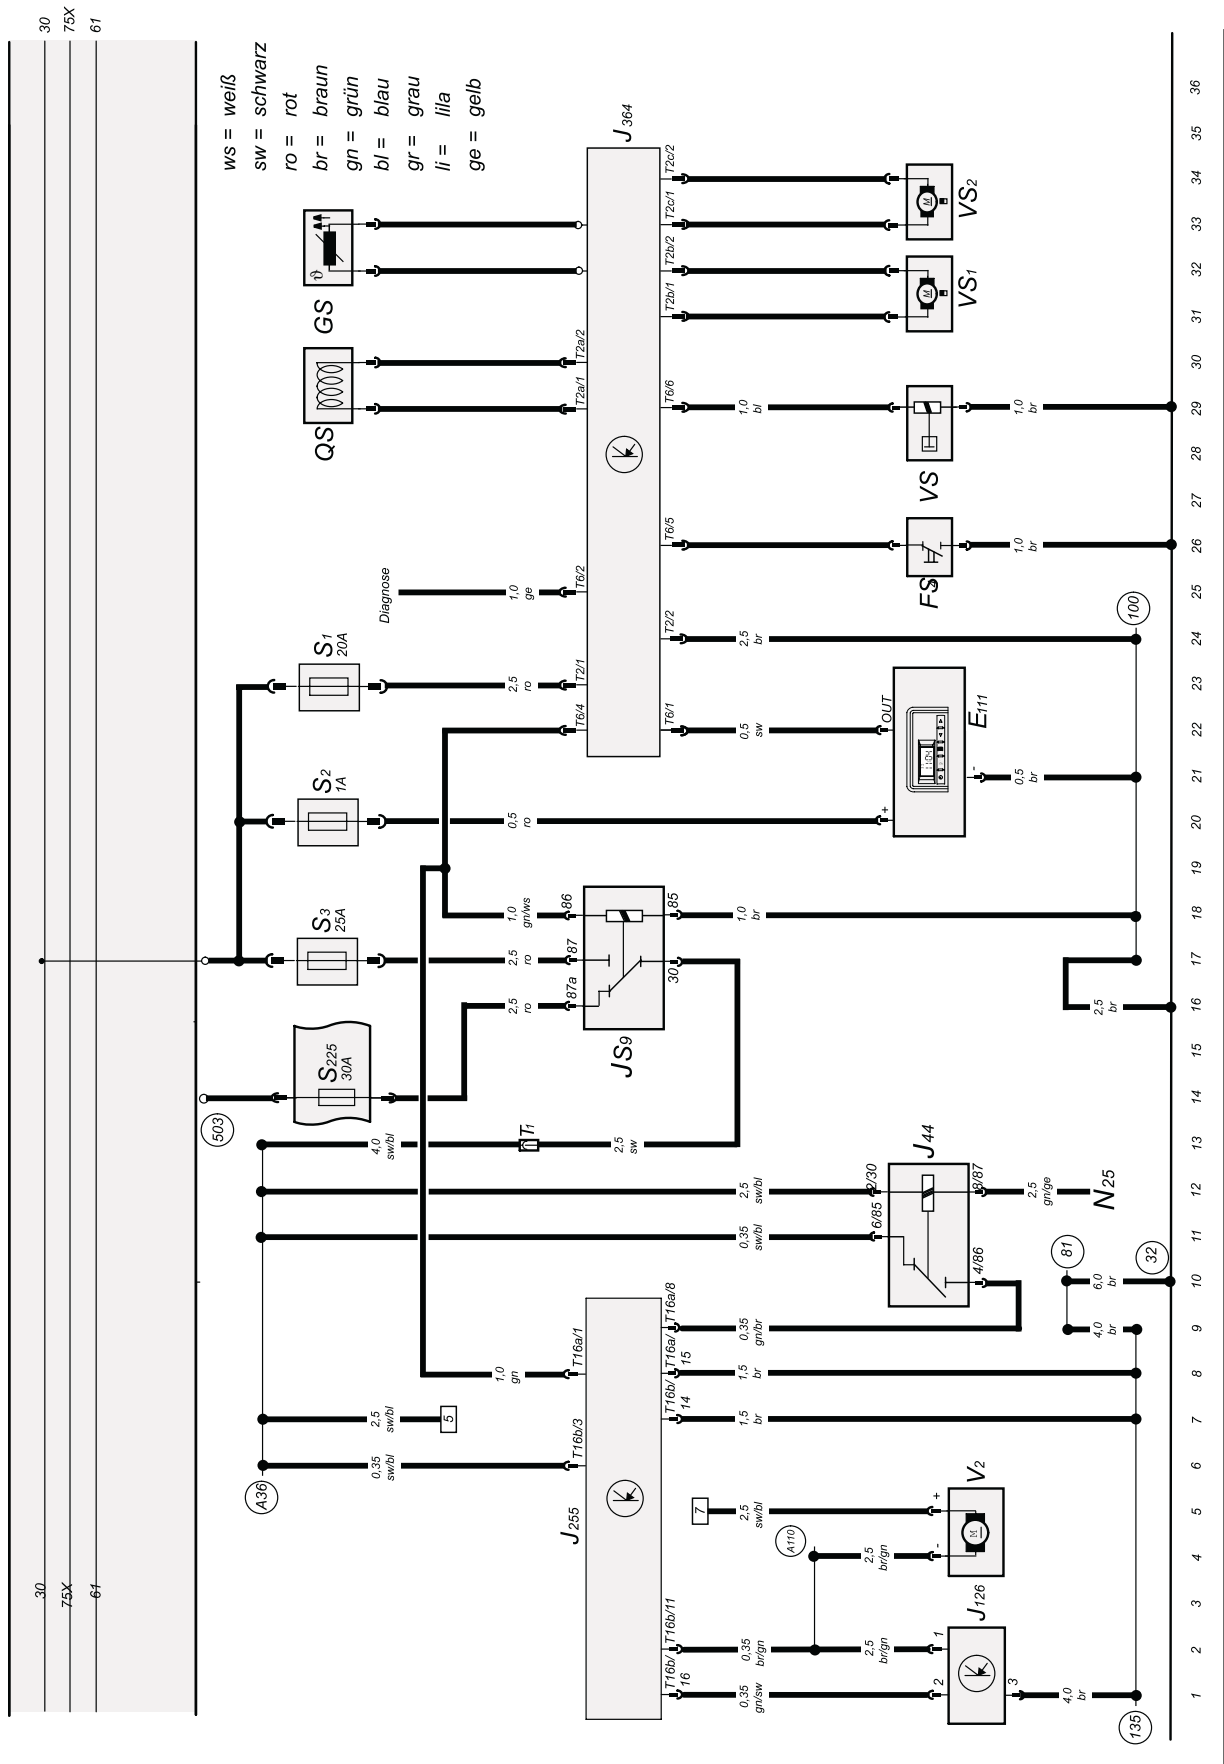 30
75X
61
30
75X
61
ws = weiß
sw = schwarz
ro = rot
br = braun
gn = grün
bl = blau
gr = grau
li = lila
ge = gelb
503
S225
30A
S3
25A
S2
1A
S1
20A
QS
GS
ϑ
Diagnose
A36
0,35
sw/bl
2,5
sw/bl
5
4,0
sw/bl
T1
2,5
sw
1,0
gn
2,5
ro
2,5
ro
1,0
gn/ws
0,5
ro
2,5
ro
1,0
ge
J255
T16b/3
T16a/1
T16b/
16
T16b/11
T16b/
14
T16a/
15
T16a/8
JS9
87a
87
86
30
85
J364
T6/4
T2/1
T6/2
T2a/1
T2a/2
T6/1
T2/2
T6/5
T6/6
T2b/1
T2b/2
T2c/1
T2c/2
0,35
gn/sw
0,35
br/gn
A110
2,5
br/gn
2,5
br/gn
7
2,5
sw/bl
1,5
br
1,5
br
0,35
gn/br
0,35
sw/bl
2,5
sw/bl
1,0
br
0,5
sw
2,5
br
1,0
bl
J126
2
1
3
V2
-
+
M
J44
6/85
2/30
4/86
8/87
2,5
gn/ge
N25
E111
+
OUT
-
11:04
0,5
br
FS
1,0
br
VS
1,0
br
VS1
M
VS2
M
4,0
br
135
4,0
br
81
6,0
br
32
2,5
br
100
1
2
3
4
5
6
7
8
9
10
11
12
13
14
15
16
17
18
19
20
21
22
23
24
25
26
27
28
29
30
31
32
33
34
35
36